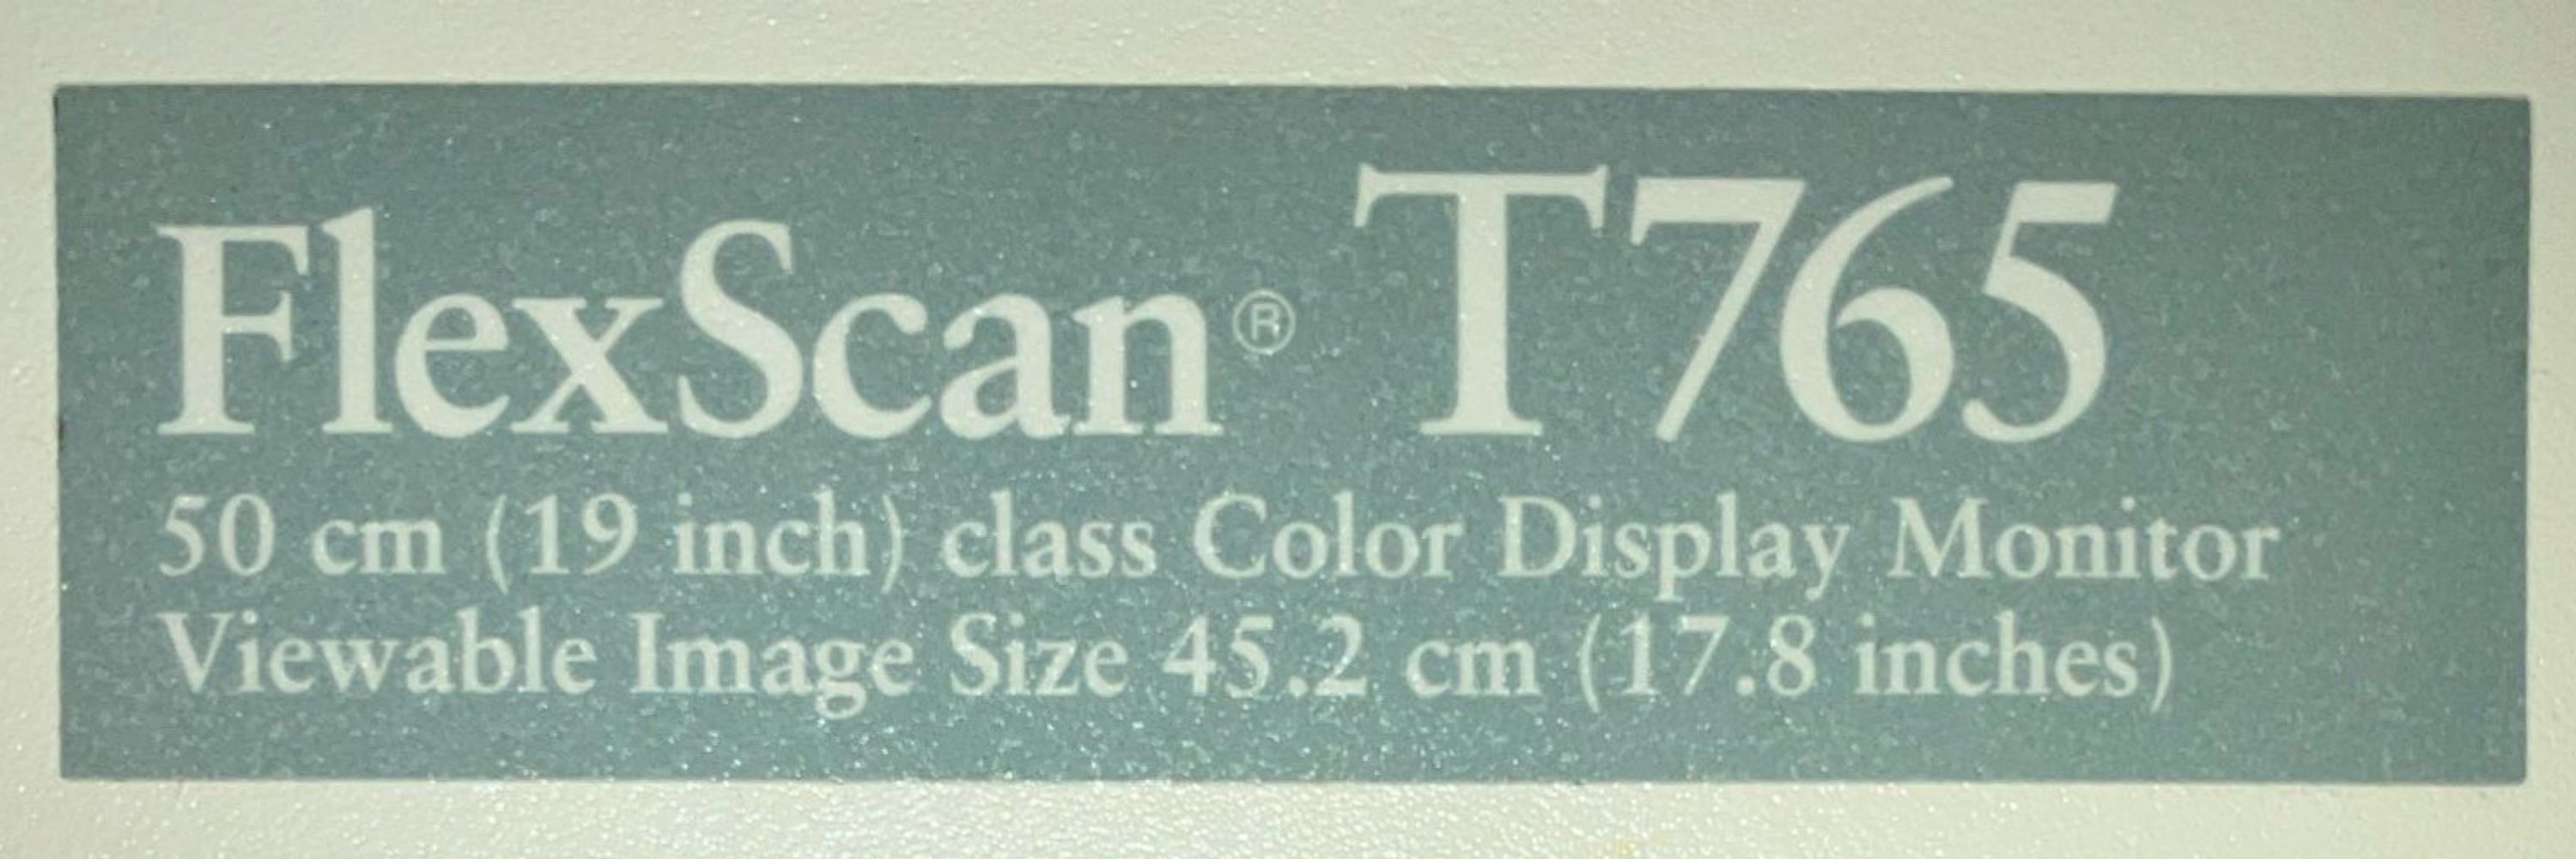 FlexScan® T765
50 cm (19 inch) class Color Display Monitor
Viewable Image Size 45.2 cm (17.8 inches)